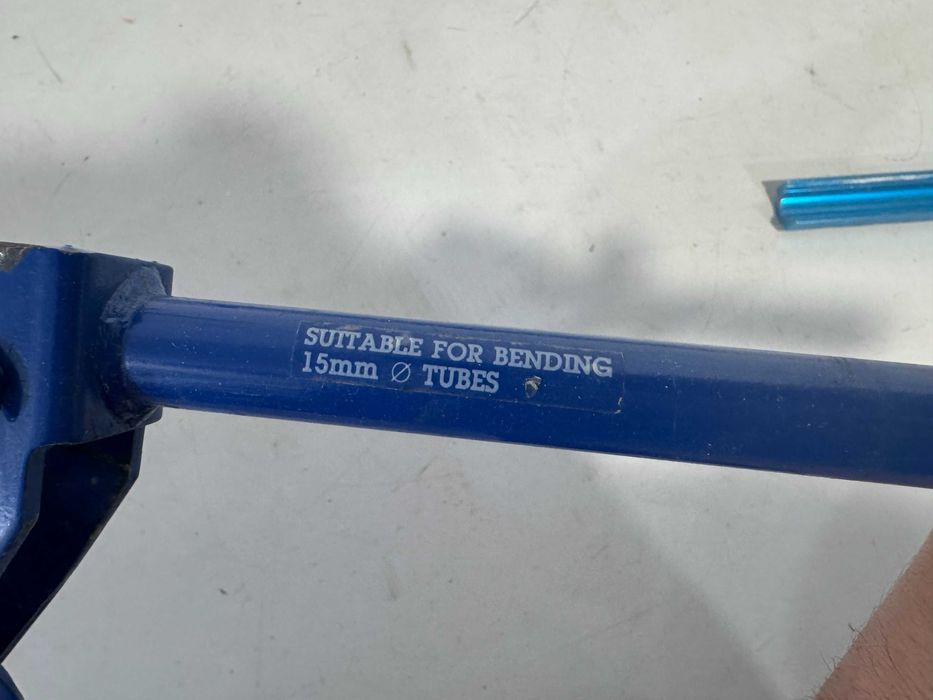 SUITABLE FOR BENDING
15mm Ø TUBES